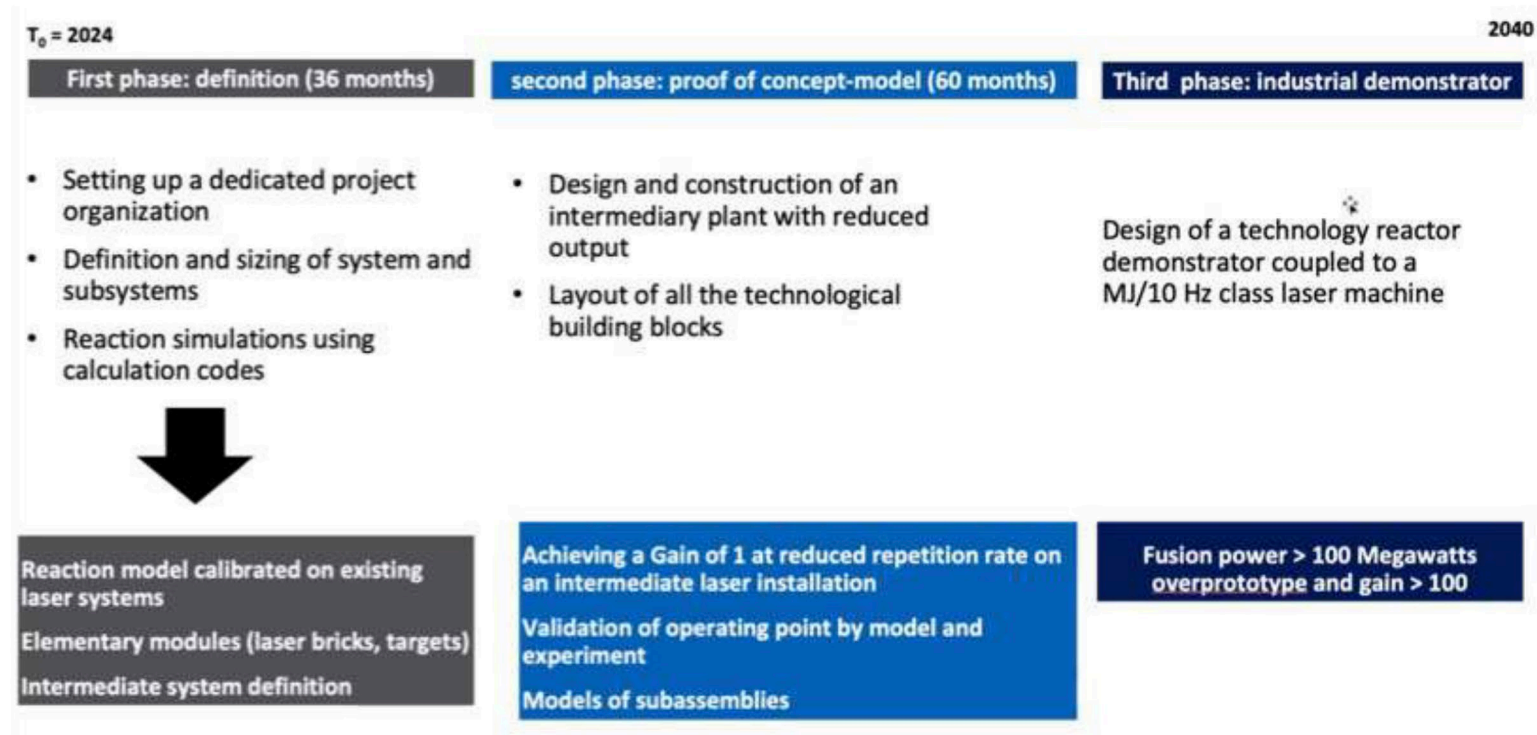 T₀ = 2024
2040
First phase: definition (36 months)
second phase: proof of concept-model (60 months)
Third phase: industrial demonstrator
• Setting up a dedicated project
organization
• Definition and sizing of system and
subsystems
• Reaction simulations using
calculation codes
• Design and construction of an
intermediary plant with reduced
output
• Layout of all the technological
building blocks
Design of a technology reactor
demonstrator coupled to a
MJ/10 Hz class laser machine
Reaction model calibrated on existing
laser systems
Elementary modules (laser bricks, targets)
Intermediate system definition
Achieving a Gain of 1 at reduced repetition rate on
an intermediate laser installation
Validation of operating point by model and
experiment
Models of subassemblies
Fusion power > 100 Megawatts
overprototype and gain > 100